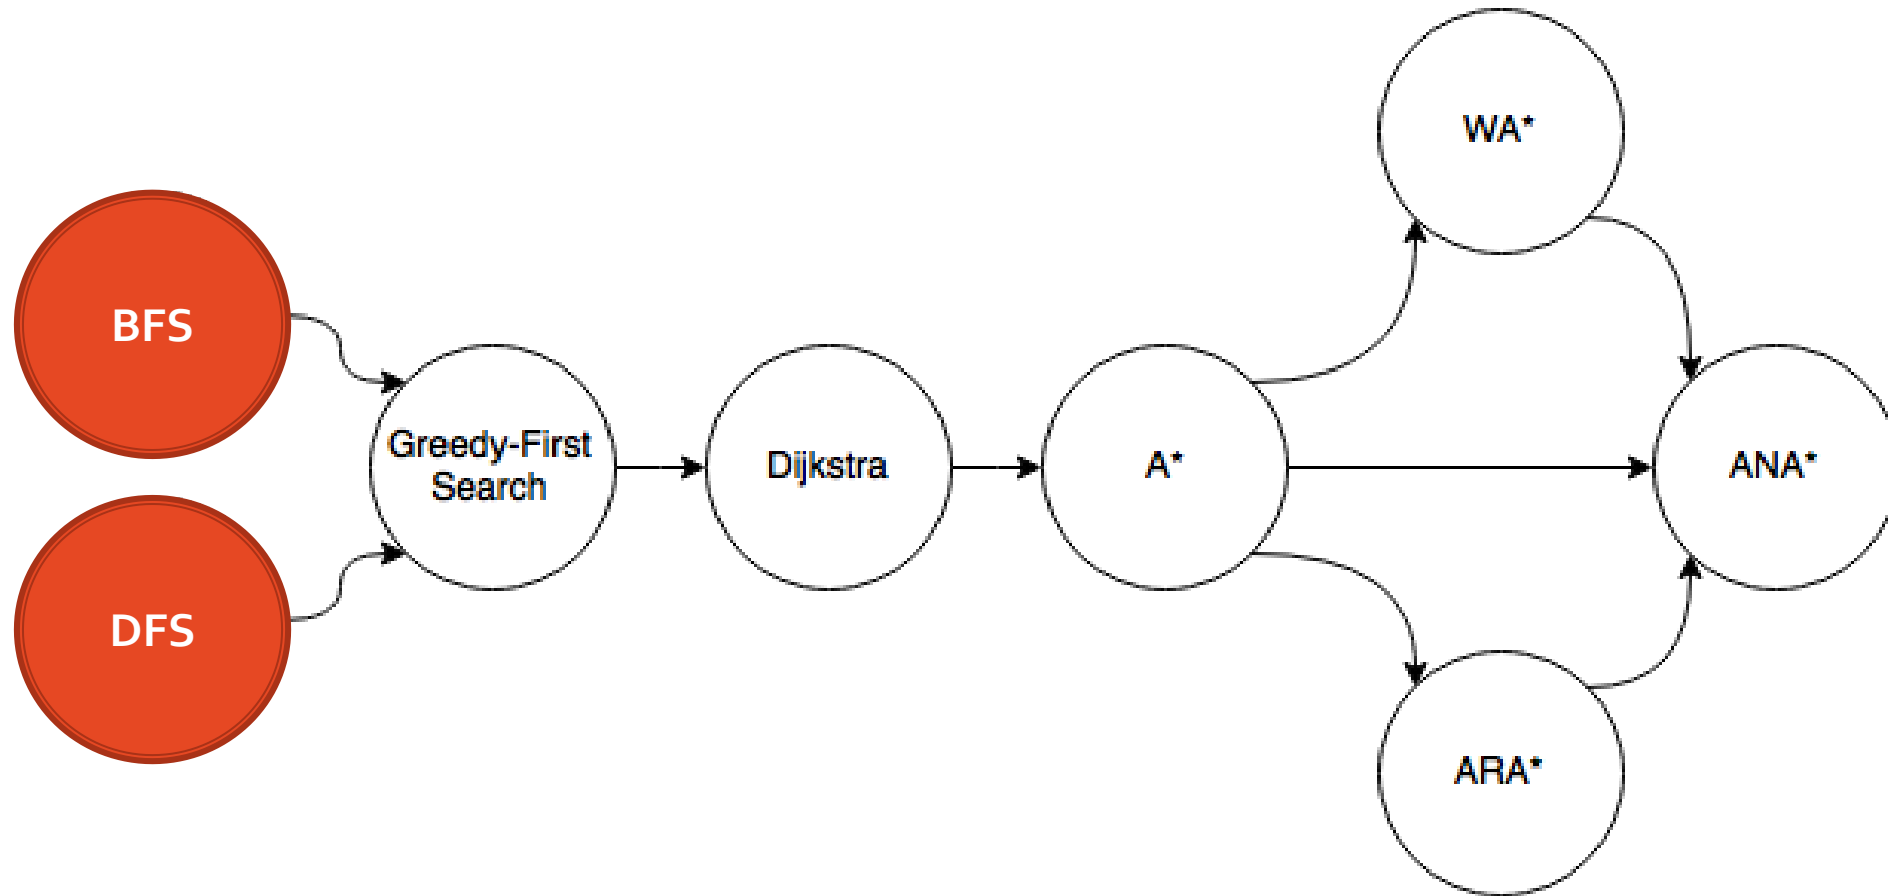 BFS
DFS
Greedy-First
Search
Dijkstra
A*
WA*
ARA*
ANA*